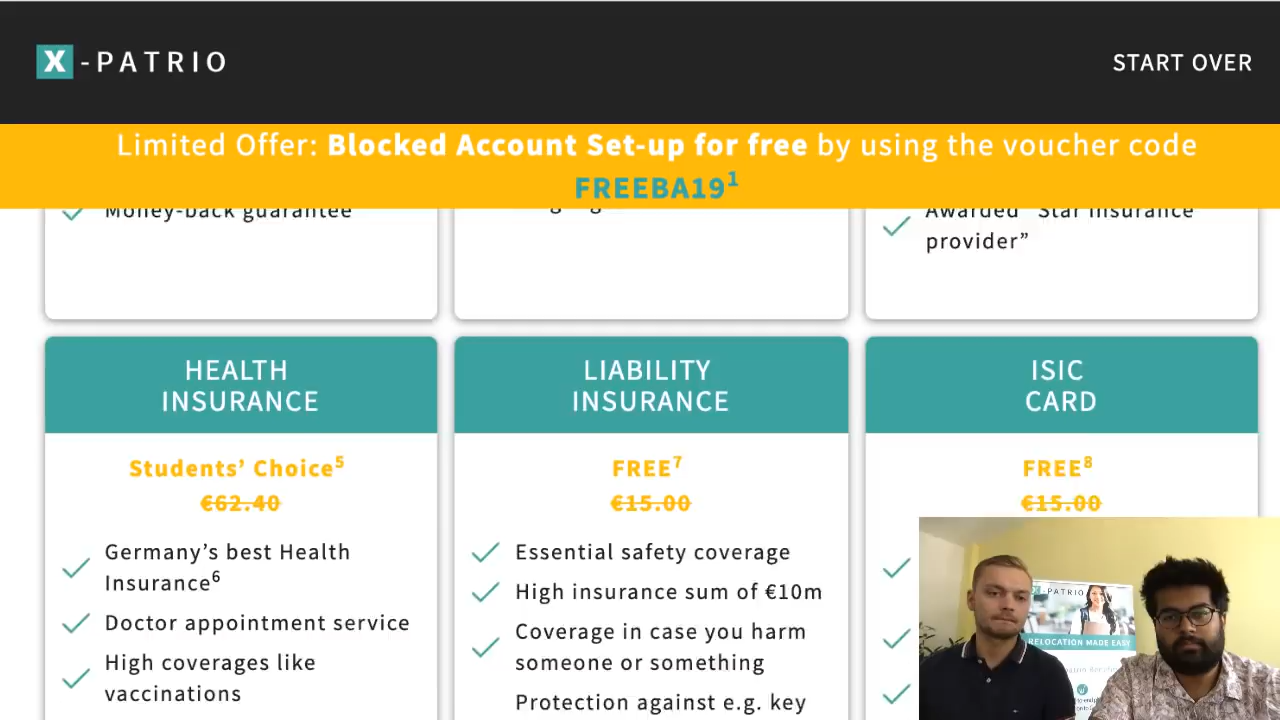 X-PATRIO
START OVER
Limited Offer: Blocked Account Set-up for free by using the voucher code
FREEBA19¹
Money-back guarantee
Awarded "Star insurance
provider”
HEALTH
INSURANCE
Students’ Choice⁵
€62.40
Germany’s best Health
Insurance⁶
Doctor appointment service
High coverages like
vaccinations
LIABILITY
INSURANCE
FREE⁷
€15.00
Essential safety coverage
High insurance sum of €10m
Coverage in case you harm
someone or something
Protection against e.g. key
ISIC
CARD
FREE⁸
€15.00
X-PATRIO
RELOCATION MADE EASY